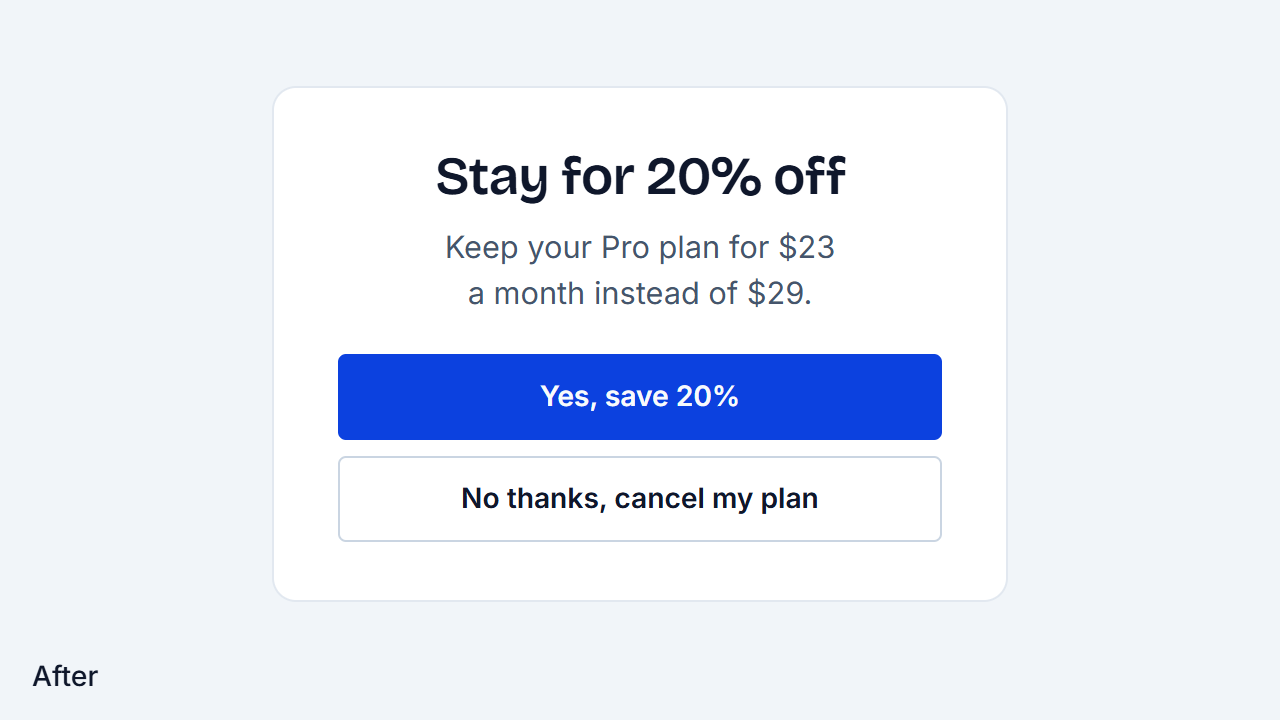 Stay for 20% off
Keep your Pro plan for $23
a month instead of $29.
Yes, save 20%
No thanks, cancel my plan
After